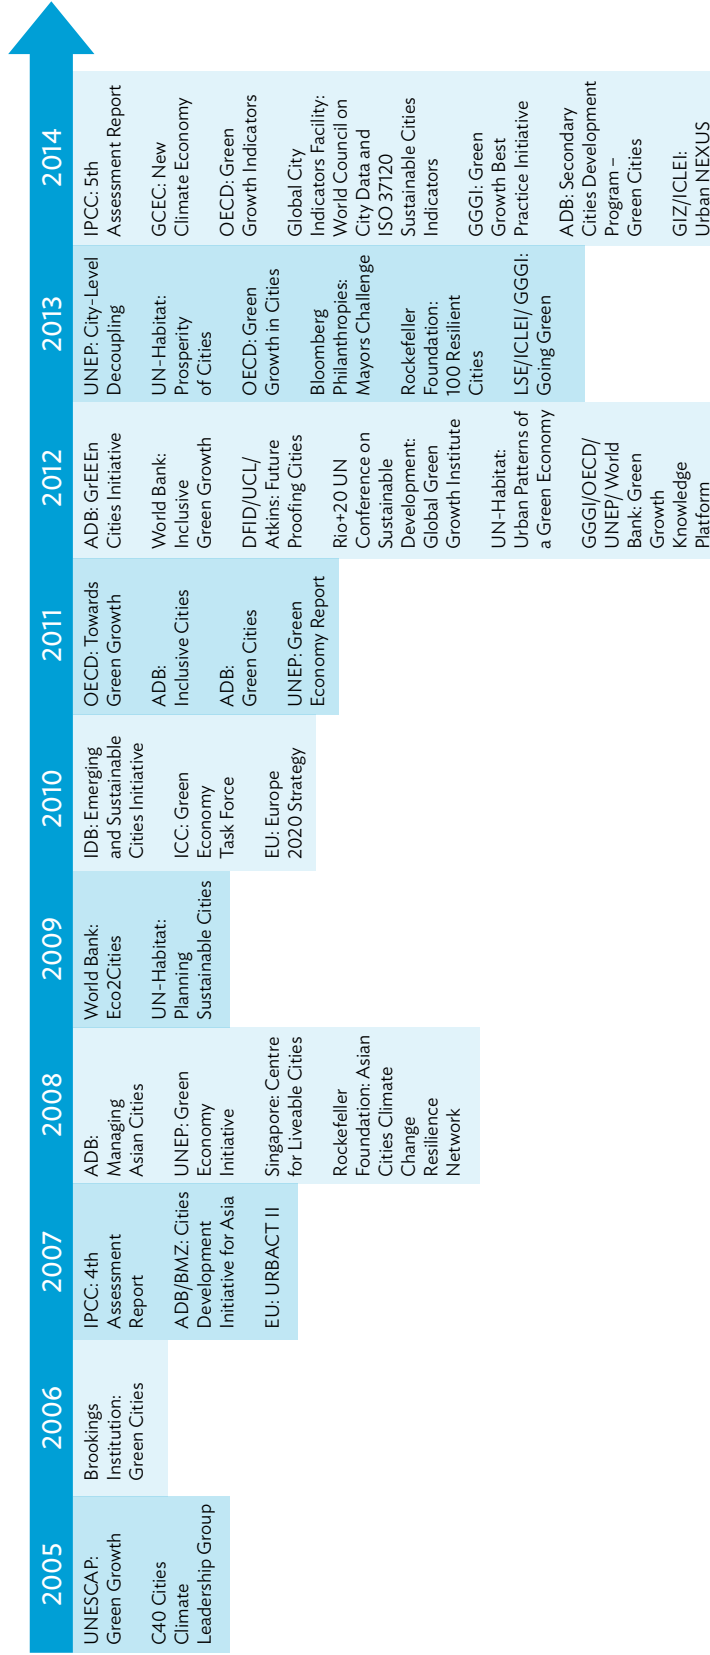 2005
UNESCAP:
Green Growth
C40 Cities
Climate
Leadership Group
2006
Brookings
Institution:
Green Cities
2007
IPCC: 4th
Assessment
Report
ADB/BMZ: Cities
Development
Initiative for Asia
EU: URBACT II
2008
ADB:
Managing
Asian Cities
UNEP: Green
Economy
Initiative
Singapore: Centre
for Liveable Cities
Rockefeller
Foundation: Asian
Cities Climate
Change
Resilience
Network
2009
World Bank:
Eco2Cities
UN-Habitat:
Planning
Sustainable Cities
2010
IDB: Emerging
and Sustainable
Cities Initiative
ICC: Green
Economy
Task Force
EU: Europe
2020 Strategy
2011
OECD: Towards
Green Growth
ADB:
Inclusive Cities
ADB:
Green Cities
UNEP: Green
Economy Report
2012
ADB: GrEEEn
Cities Initiative
World Bank:
Inclusive
Green Growth
DFID/UCL/
Atkins: Future
Proofing Cities
Rio+20 UN
Conference on
Sustainable
Development:
Global Green
Growth Institute
UN-Habitat:
Urban Patterns of
a Green Economy
GGGI/OECD/
UNEP/ World
Bank: Green
Growth
Knowledge
Platform
2013
UNEP: City-Level
Decoupling
UN-Habitat:
Prosperity
of Cities
OECD: Green
Growth in Cities
Bloomberg
Philanthropies:
Mayors Challenge
Rockefeller
Foundation:
100 Resilient
Cities
LSE/ICLEI/ GGGI:
Going Green
2014
IPCC: 5th
Assessment Report
GCEC: New
Climate Economy
OECD: Green
Growth Indicators
Global City
Indicators Facility:
World Council on
City Data and
ISO 37120
Sustainable Cities
Indicators
GGGI: Green
Growth Best
Practice Initiative
ADB: Secondary
Cities Development
Program –
Green Cities
GIZ/ICLEI:
Urban NEXUS